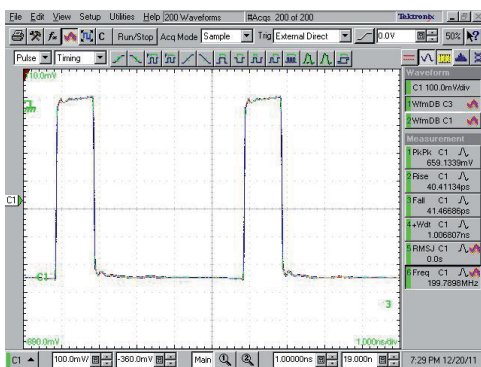 File Edit View Setup Utilities Help 200 Waveforms #Acqs 200 of 200 Tektronix
C Run/Stop Acq Mode Sample Trig External Direct 0.0V 50%
Pulse Timing
10.0mV
Waveform
C1 100.0mV/div
1 WfmDB C3
2 WfmDB C1
Measurement
1 PkPk C1
659.1339mV
2 Rise C1
40.41134ps
3 Fall C1
41.46686ps
4 +Wdt C1
1.006807ns
5 RMSJ C1
0.0s
6 Freq C1
199.7898MHz
C1
C1
3
-690.0mV
1.000ns/div
C1 100.0mV/ -360.0mV Main 1.00000ns 19.000n 7:29 PM 12/20/11